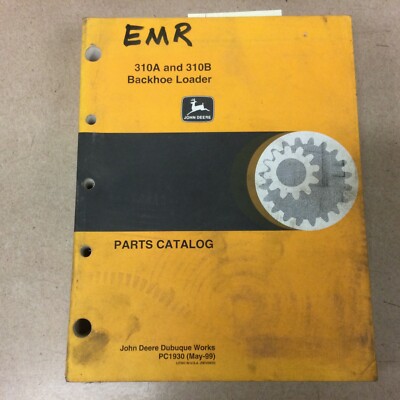 EMR
310A and 310B
Backhoe Loader
JOHN DEERE
PARTS CATALOG
John Deere Dubuque Works
PC1930 (May-99)